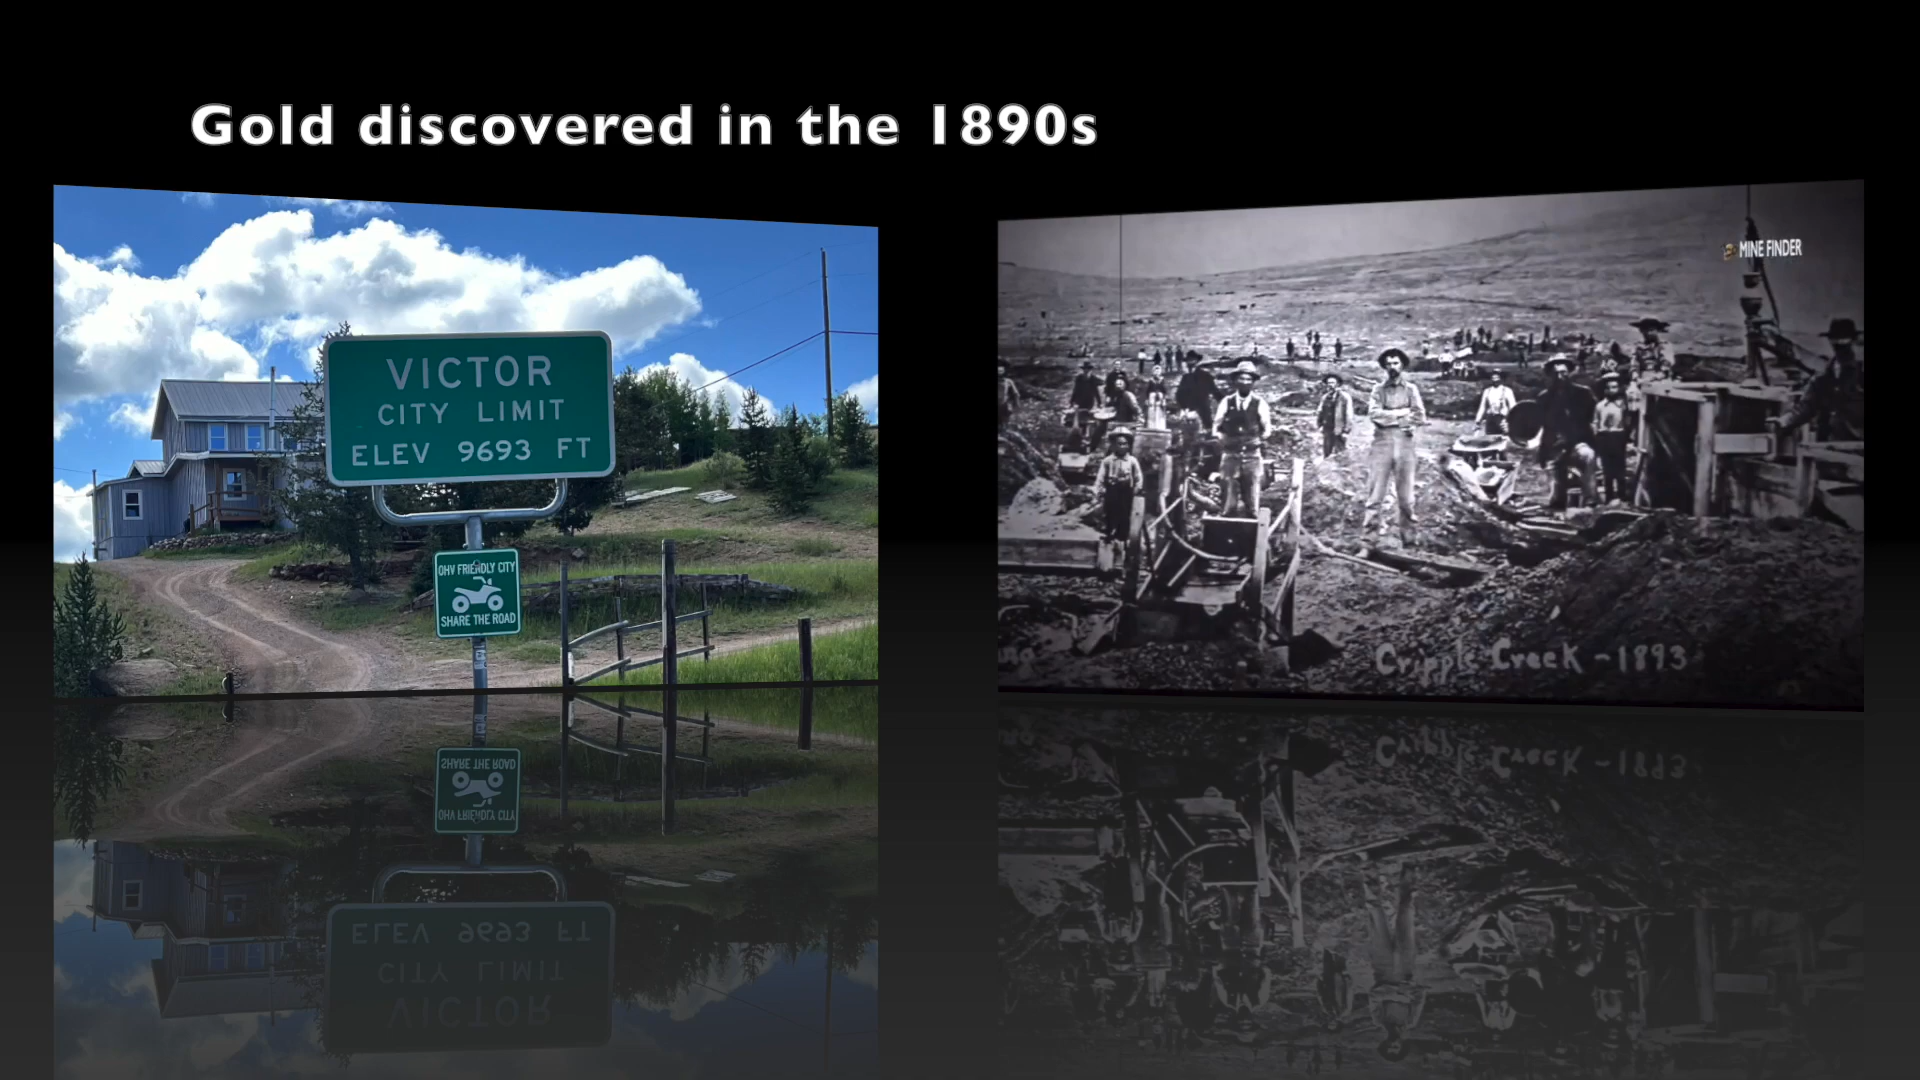 Gold discovered in the 1890s
VICTOR
CITY LIMIT
ELEV 9693 FT
OHV FRIENDLY CITY
SHARE THE ROAD
MINE FINDER
Cripple Creek - 1893